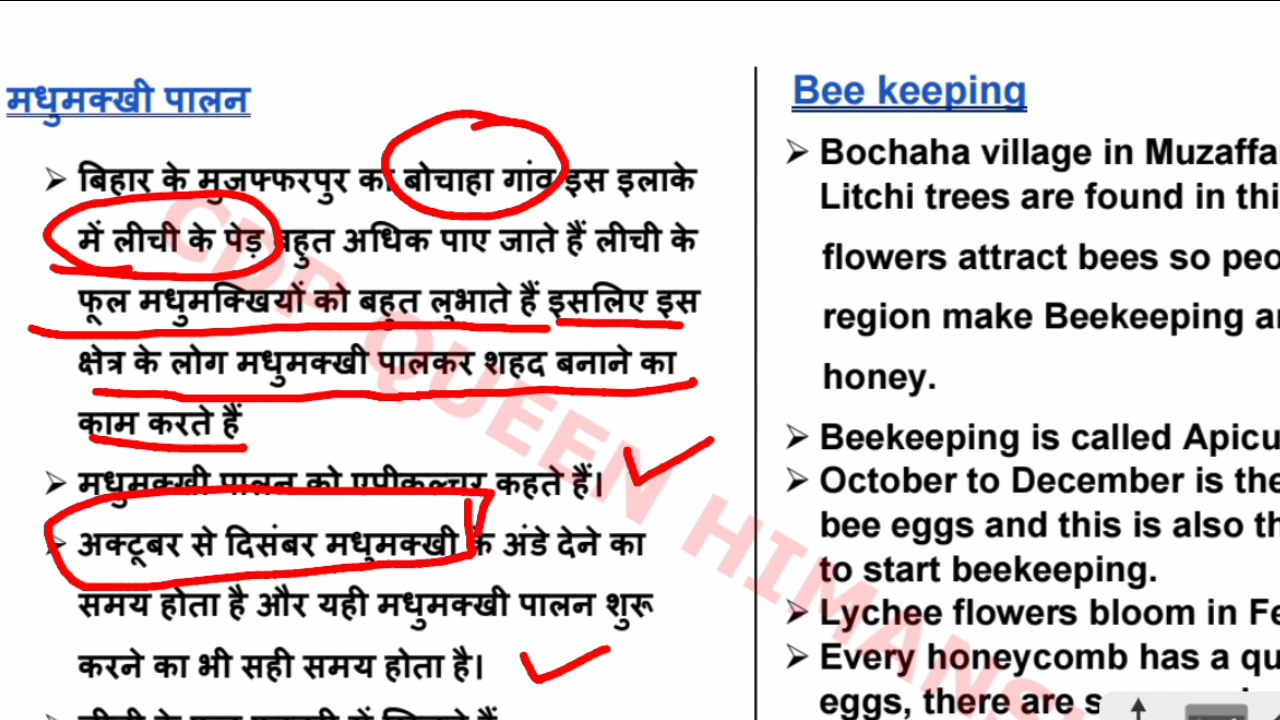 मधुमक्खी पालन
➢ बिहार के मुजफ्फरपुर का बोचाहा गांव इस इलाके
में लीची के पेड़ बहुत अधिक पाए जाते हैं लीची के
फूल मधुमक्खियों को बहुत लुभाते हैं इसलिए इस
क्षेत्र के लोग मधुमक्खी पालकर शहद बनाने का
काम करते हैं
➢ मधुमक्खी पालन को एपीकल्चर कहते हैं।
➢ अक्टूबर से दिसंबर मधुमक्खी के अंडे देने का
समय होता है और यही मधुमक्खी पालन शुरू
करने का भी सही समय होता है।
Bee keeping
➢ Bochaha village in Muzaffa
Litchi trees are found in thi
flowers attract bees so peo
region make Beekeeping a
honey.
➢ Beekeeping is called Apicu
➢ October to December is the
bee eggs and this is also th
to start beekeeping.
➢ Lychee flowers bloom in Fe
➢ Every honeycomb has a qu
eggs, there are s
CDP QUEEN HIMANS